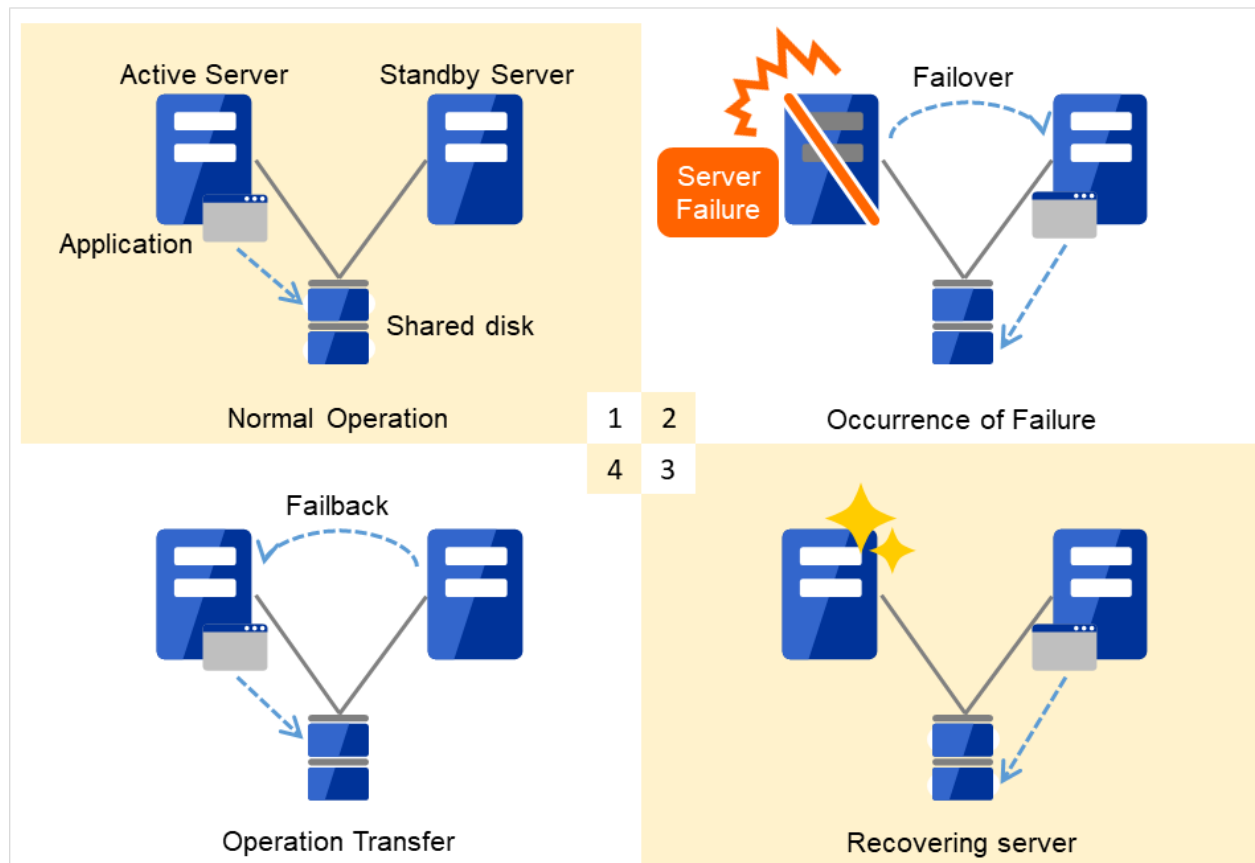 Active Server
Standby Server
Application
Shared disk
Normal Operation
1
Failover
Server
Failure
2
Occurrence of Failure
3
Recovering server
4
Failback
Operation Transfer